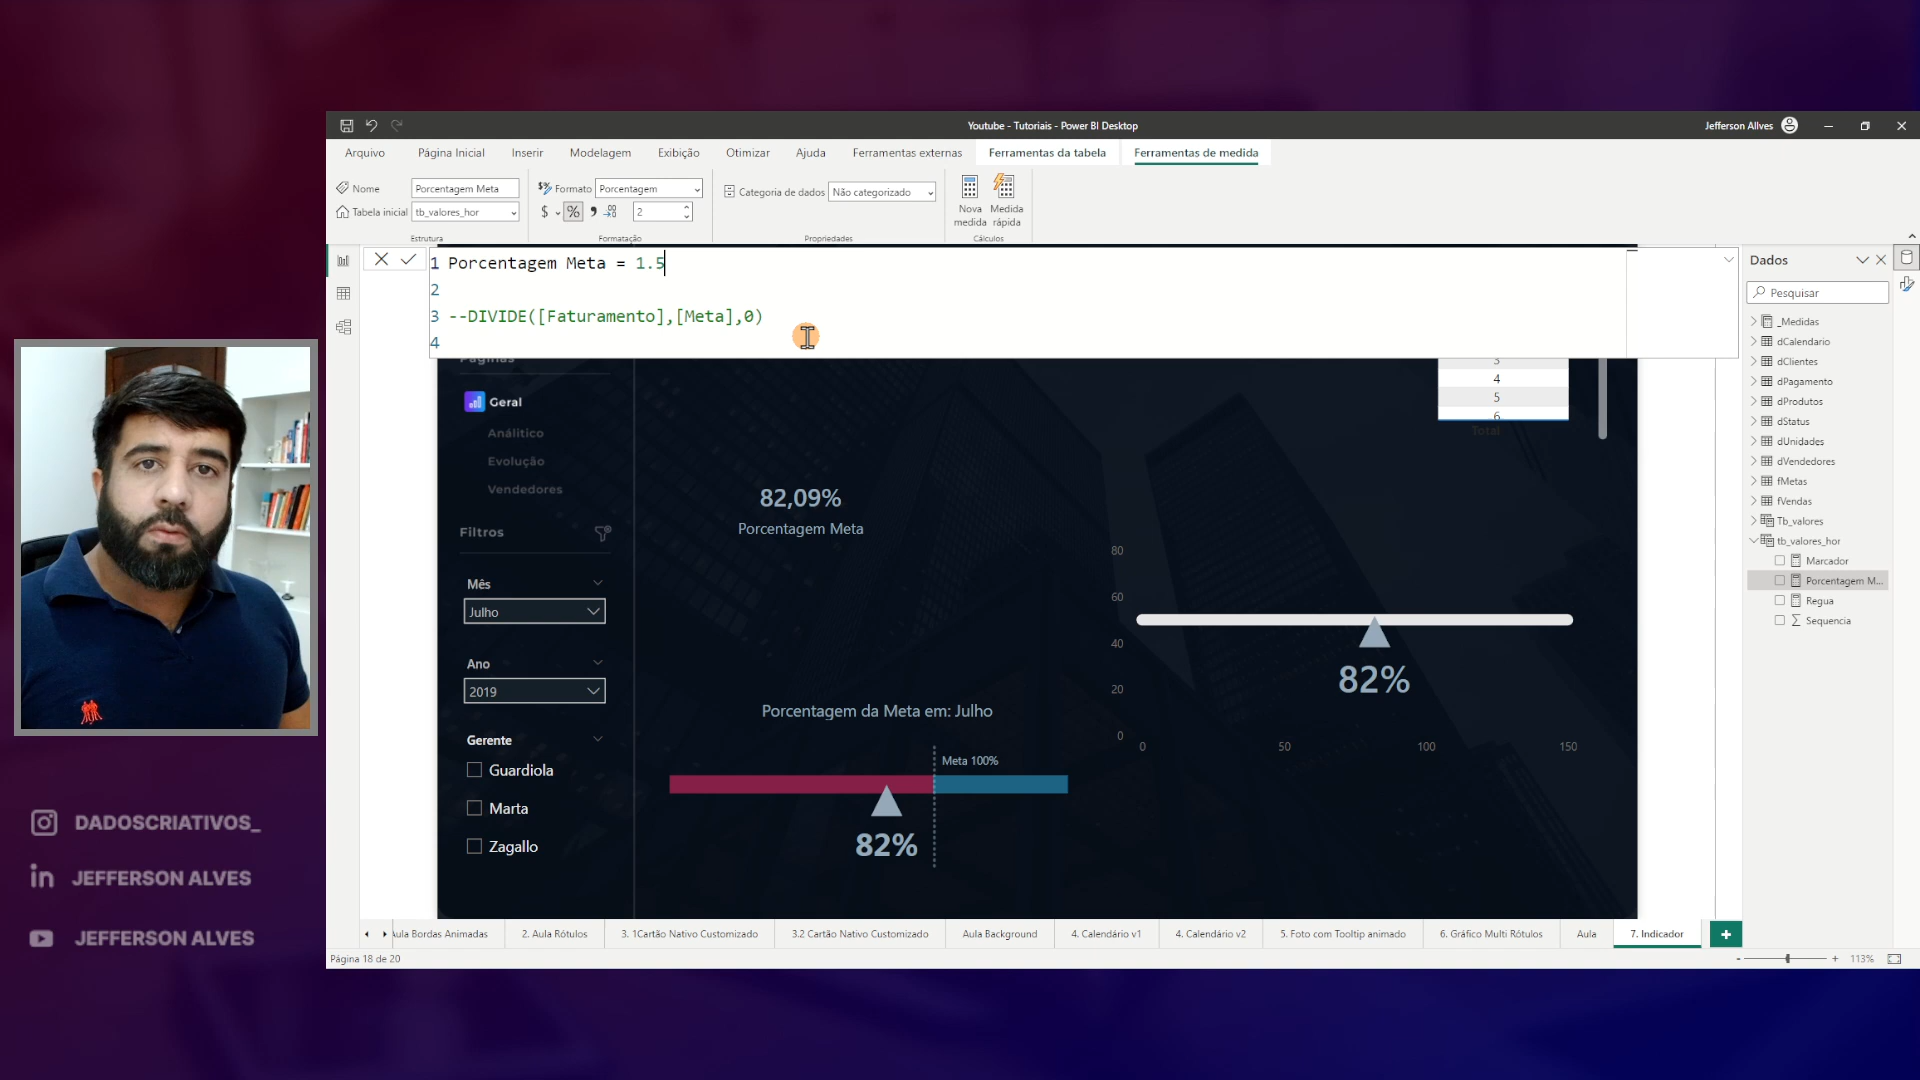 Youtube - Tutoriais - Power BI Desktop
Jefferson Allves
Arquivo
Página Inicial
Inserir
Modelagem
Exibição
Otimizar
Ajuda
Ferramentas externas
Ferramentas da tabela
Ferramentas de medida
Nome
Porcentagem Meta
Tabela inicial
tb_valores_hor
Estrutura
Formato
Porcentagem
$
%
2
Formatação
Categoria de dados
Não categorizado
Propriedades
Nova medida
Medida rápida
Cálculos
1 Porcentagem Meta = 1.5
2
3 --DIVIDE([Faturamento],[Meta],0)
4
Páginas
Geral
Análitico
Evolução
Vendedores
Filtros
Mês
Julho
Ano
2019
Gerente
Guardiola
Marta
Zagallo
82,09%
Porcentagem Meta
Porcentagem da Meta em: Julho
Meta 100%
82%
3
4
5
6
Total
80
60
40
20
0
0
50
100
150
82%
Dados
Pesquisar
_Medidas
dCalendario
dClientes
dPagamento
dProdutos
dStatus
dUnidades
dVendedores
fMetas
fVendas
Tb_valores
tb_valores_hor
Marcador
Porcentagem M...
Regua
Sequencia
ula Bordas Animadas
2. Aula Rótulos
3. 1Cartão Nativo Customizado
3.2 Cartão Nativo Customizado
Aula Background
4. Calendário v1
4. Calendário v2
5. Foto com Tooltip animado
6. Gráfico Multi Rótulos
Aula
7. Indicador
Página 18 de 20
113%
DADOSCRIATIVOS_
JEFFERSON ALVES
JEFFERSON ALVES